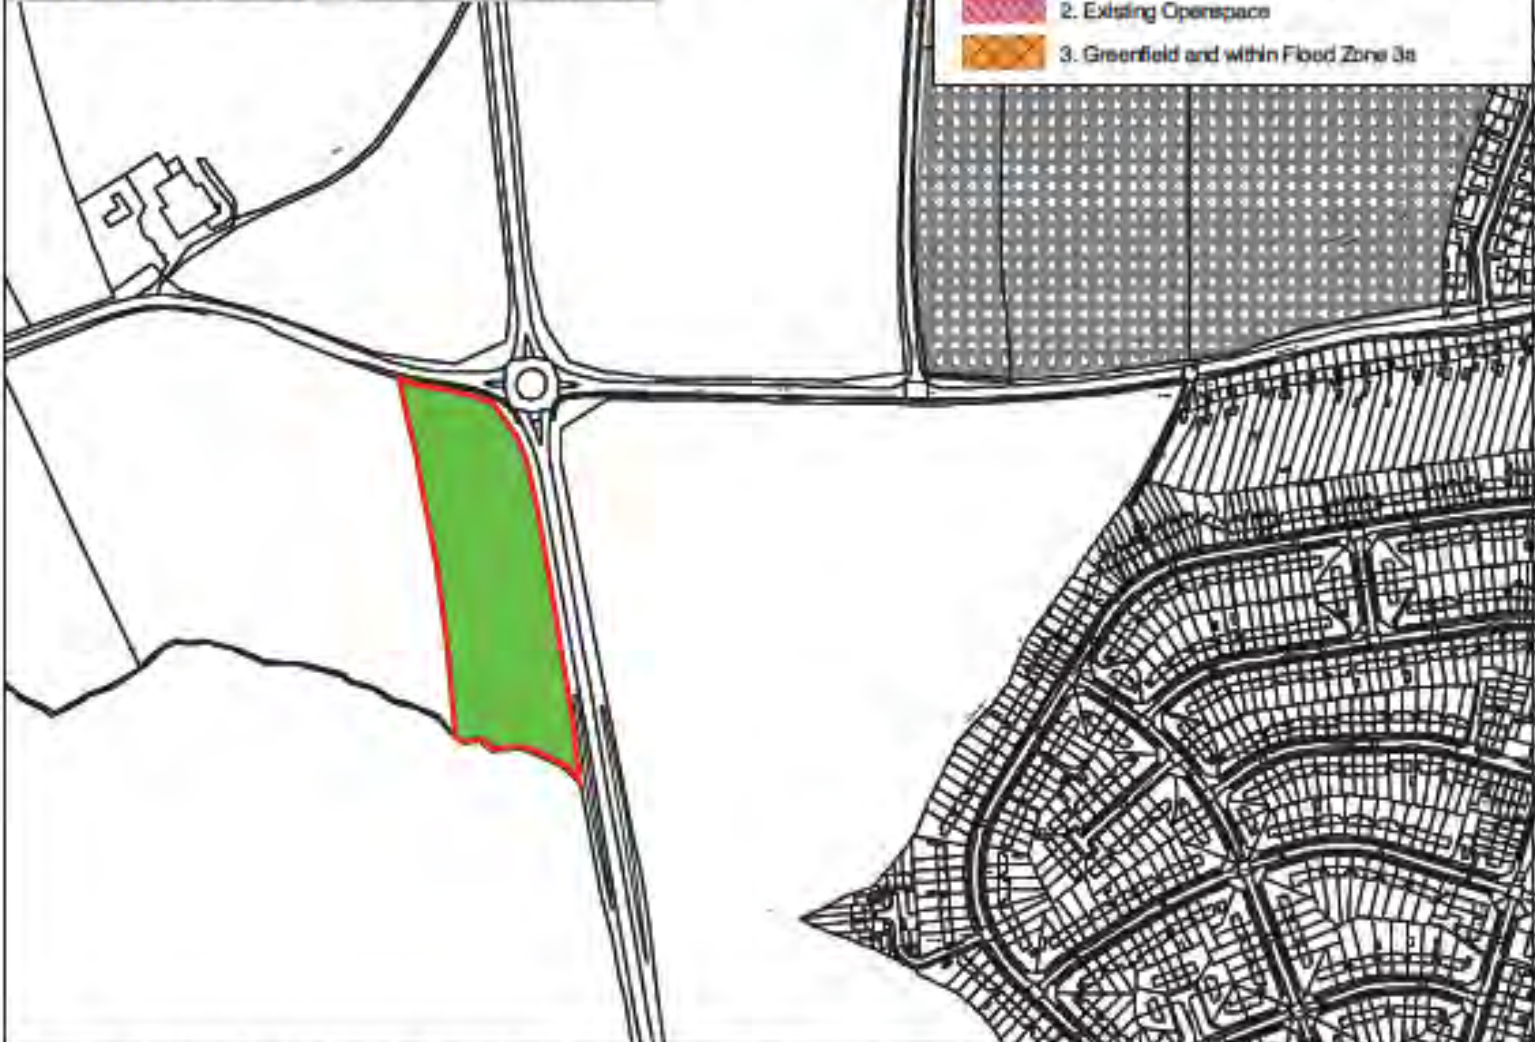 2. Existing Openspace
3. Greenfield and within Flood Zone 3a